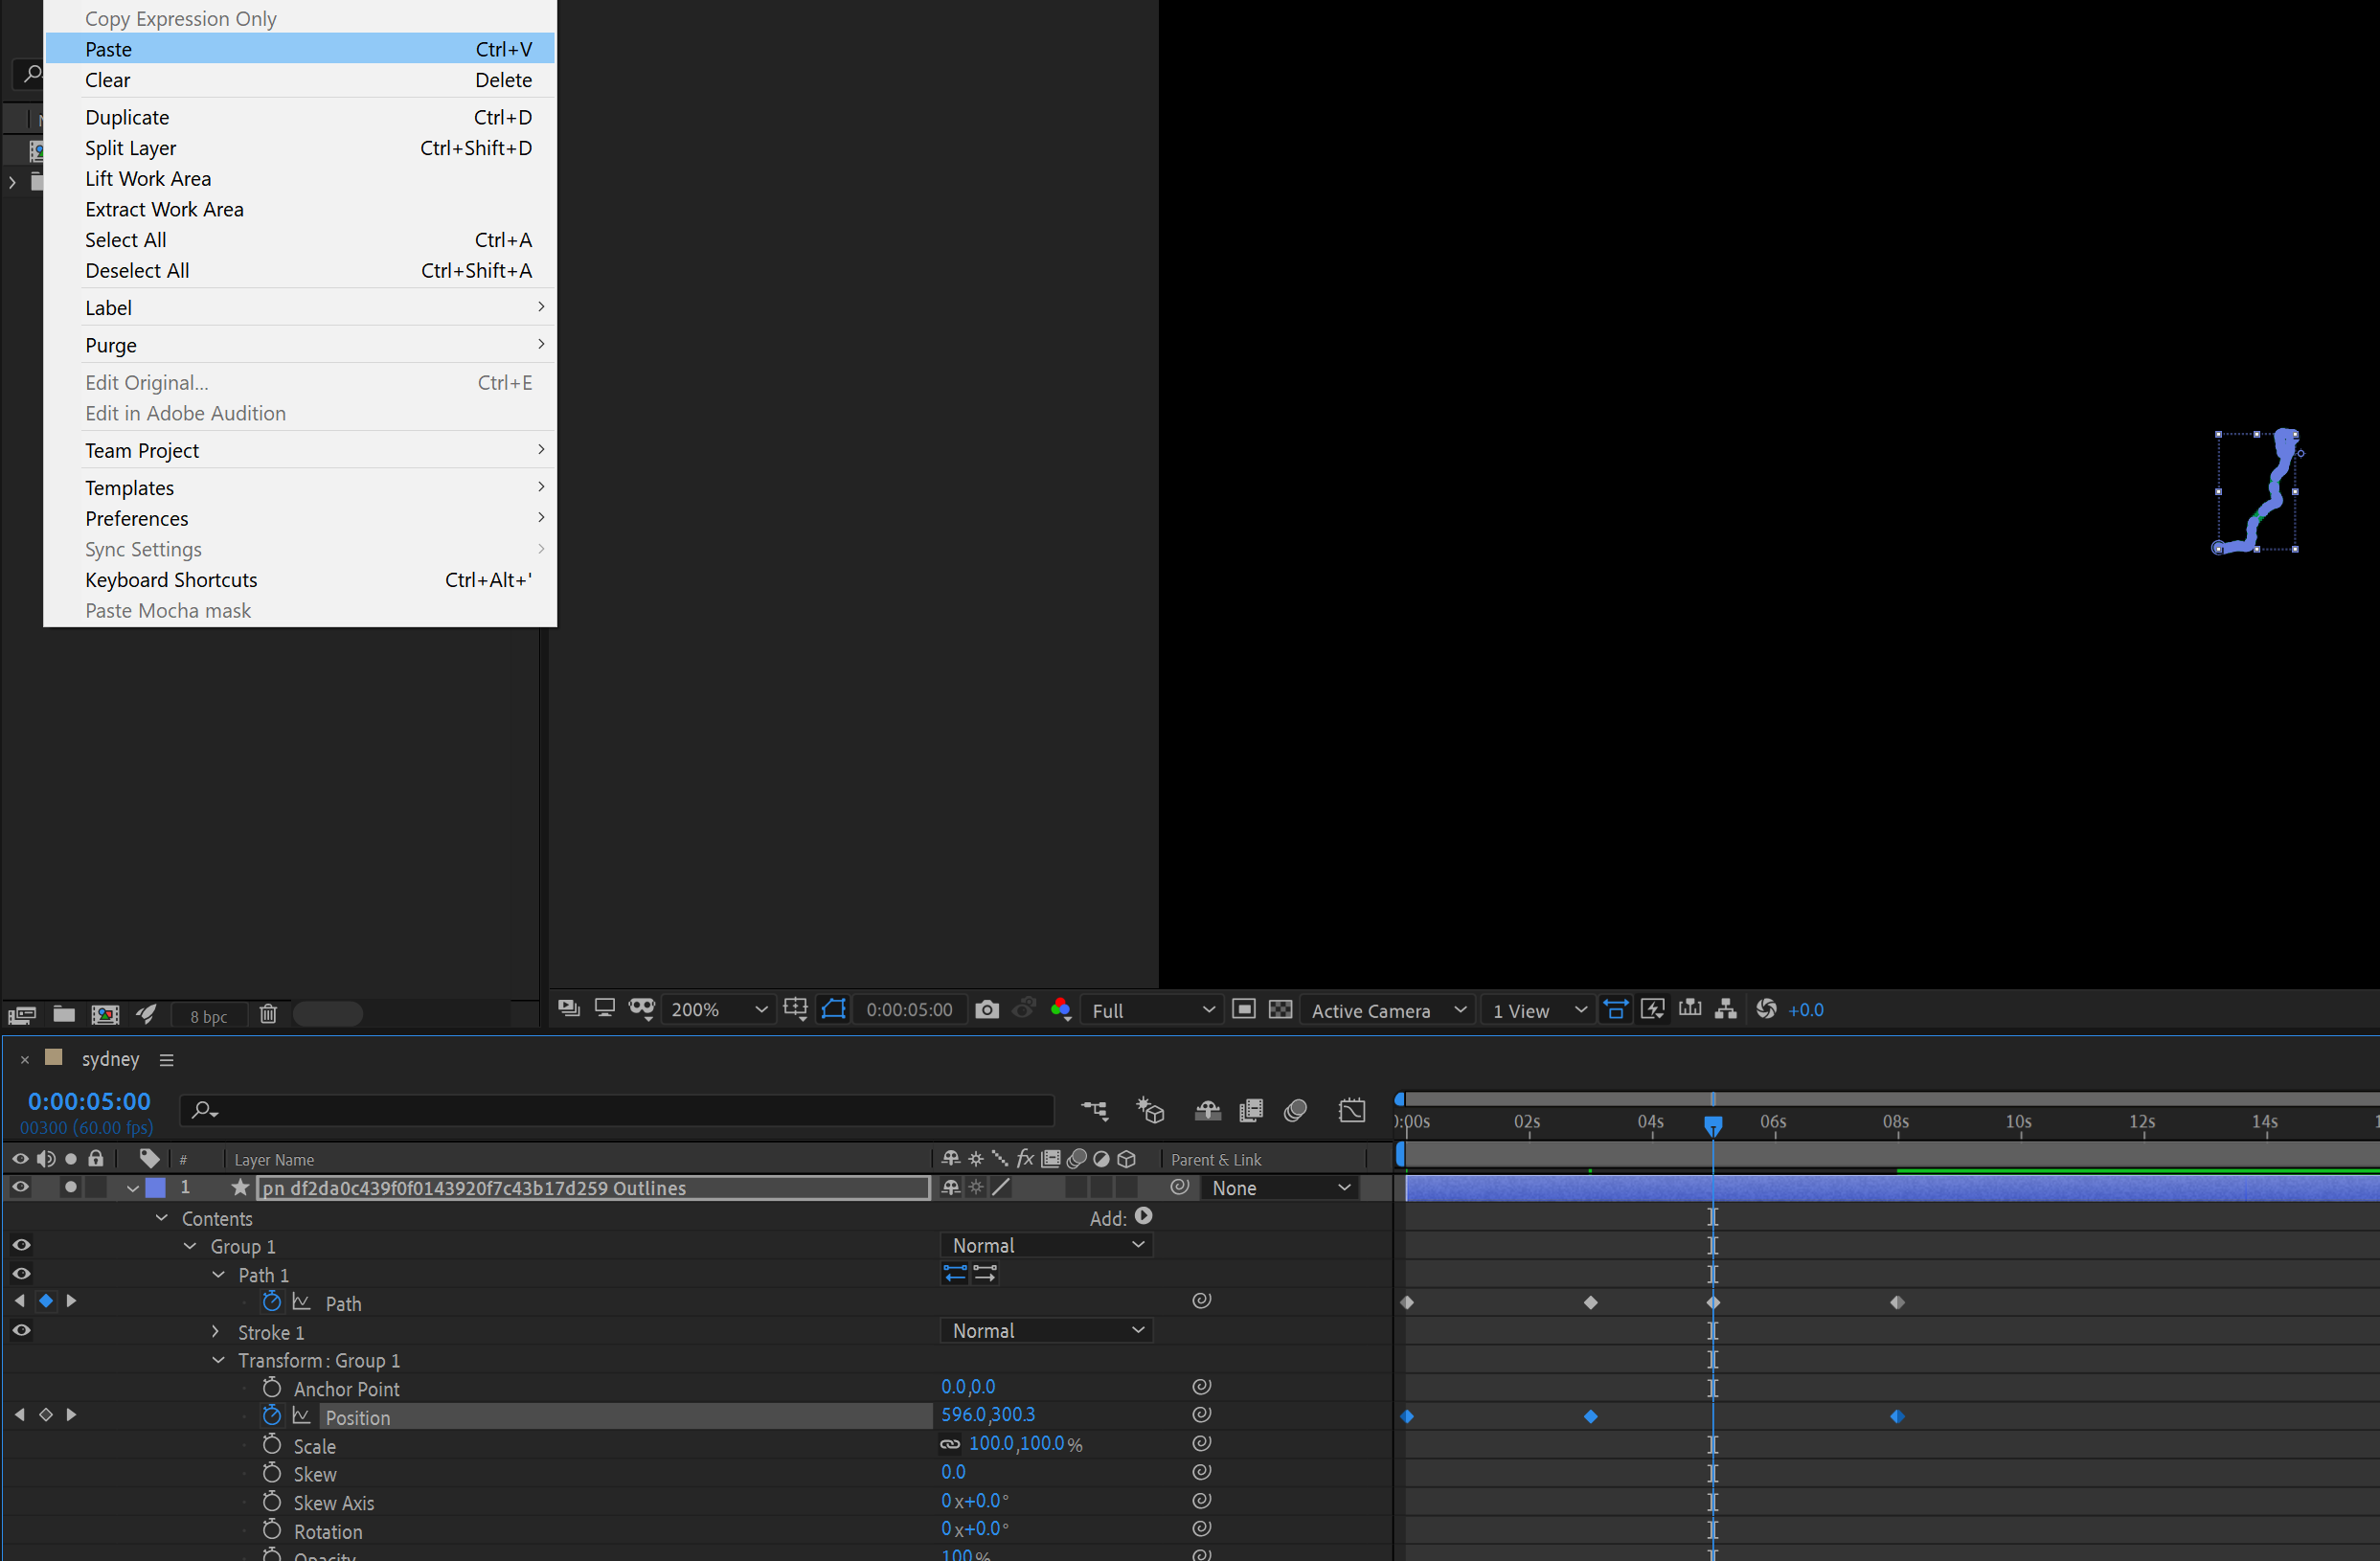 Copy Expression Only
Paste Ctrl+V
Clear Delete
Duplicate Ctrl+D
Split Layer Ctrl+Shift+D
Lift Work Area
Extract Work Area
Select All Ctrl+A
Deselect All Ctrl+Shift+A
Label
Purge
Edit Original... Ctrl+E
Edit in Adobe Audition
Team Project
Templates
Preferences
Sync Settings
Keyboard Shortcuts Ctrl+Alt+'
Paste Mocha mask
8 bpc
200% 0:00:05:00 Full Active Camera 1 View +0.0
sydney
0:00:05:00
00300 (60.00 fps)
:00s 02s 04s 06s 08s 10s 12s 14s
# Layer Name fx Parent & Link
1 pn df2da0c439f0f0143920f7c43b17d259 Outlines None
Contents Add:
Group 1 Normal
Path 1
Path
Stroke 1 Normal
Transform: Group 1
Anchor Point 0.0,0.0
Position 596.0,300.3
Scale 100.0,100.0%
Skew 0.0
Skew Axis 0x+0.0°
Rotation 0x+0.0°
Opacity 100%